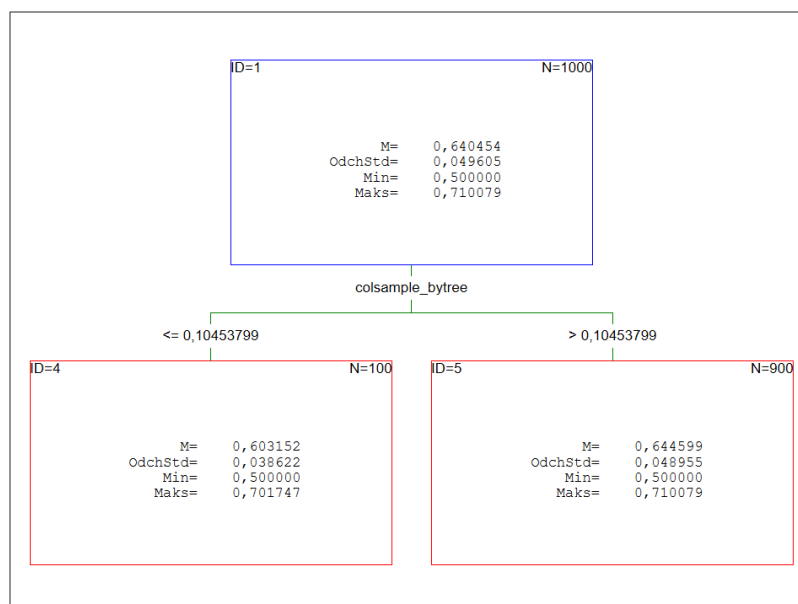 ID=1 N=1000
M= 0,640454
OdchStd= 0,049605
Min= 0,500000
Maks= 0,710079
colsample_bytree
<= 0,10453799 > 0,10453799
ID=4 N=100
M= 0,603152
OdchStd= 0,038622
Min= 0,500000
Maks= 0,701747
ID=5 N=900
M= 0,644599
OdchStd= 0,048955
Min= 0,500000
Maks= 0,710079